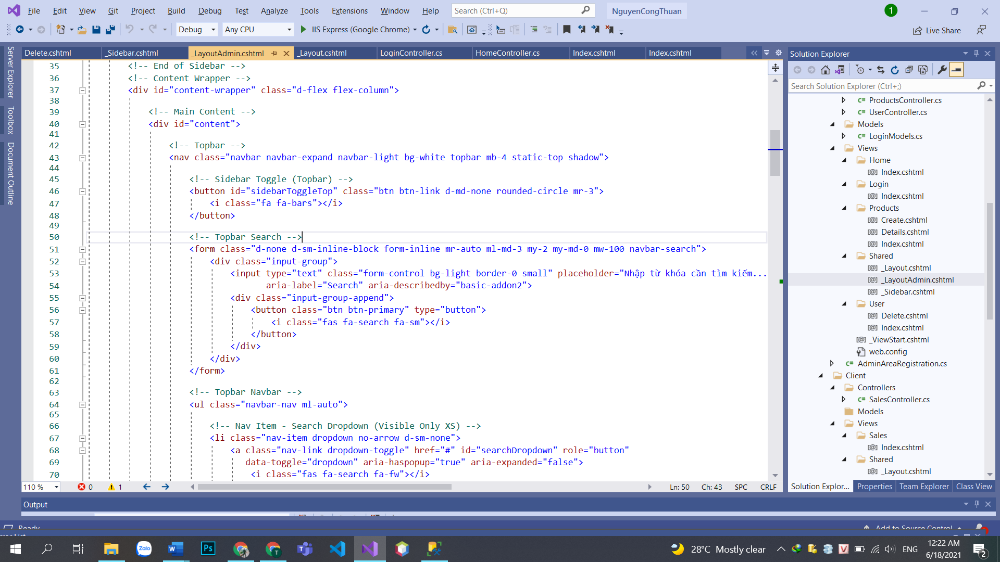 File Edit View Git Project Build Debug Test Analyze Tools Extensions Window Help Search (Ctrl+Q) NguyenCongThuan 1
Debug Any CPU IIS Express (Google Chrome) Live Share
Server Explorer
Toolbox
Document Outline
Delete.cshtml _Sidebar.cshtml _LayoutAdmin.cshtml _Layout.cshtml LoginController.cs HomeController.cs Index.cshtml Index.cshtml
35 <!-- End of Sidebar -->
36 <!-- Content Wrapper -->
37 <div id="content-wrapper" class="d-flex flex-column">
38
39 <!-- Main Content -->
40 <div id="content">
41
42 <!-- Topbar -->
43 <nav class="navbar navbar-expand navbar-light bg-white topbar mb-4 static-top shadow">
44
45 <!-- Sidebar Toggle (Topbar) -->
46 <button id="sidebarToggleTop" class="btn btn-link d-md-none rounded-circle mr-3">
47 <i class="fa fa-bars"></i>
48 </button>
49
50 <!-- Topbar Search -->
51 <form class="d-none d-sm-inline-block form-inline mr-auto ml-md-3 my-2 my-md-0 mw-100 navbar-search">
52 <div class="input-group">
53 <input type="text" class="form-control bg-light border-0 small" placeholder="Nhập từ khóa cần tìm kiếm...
54 aria-label="Search" aria-describedby="basic-addon2">
55 <div class="input-group-append">
56 <button class="btn btn-primary" type="button">
57 <i class="fas fa-search fa-sm"></i>
58 </button>
59 </div>
60 </div>
61 </form>
62
63 <!-- Topbar Navbar -->
64 <ul class="navbar-nav ml-auto">
65
66 <!-- Nav Item - Search Dropdown (Visible Only XS) -->
67 <li class="nav-item dropdown no-arrow d-sm-none">
68 <a class="nav-link dropdown-toggle" href="#" id="searchDropdown" role="button"
69 data-toggle="dropdown" aria-haspopup="true" aria-expanded="false">
70 <i class="fas fa-search fa-fw"></i>
110 % 0 1 Ln: 50 Ch: 43 SPC CRLF
Solution Explorer
Search Solution Explorer (Ctrl+;)
C# ProductsController.cs
C# UserController.cs
Models
C# LoginModels.cs
Views
Home
[@] Index.cshtml
Login
[@] Index.cshtml
Products
[@] Create.cshtml
[@] Details.cshtml
[@] Index.cshtml
Shared
[@] _Layout.cshtml
[@] _LayoutAdmin.cshtml
[@] _Sidebar.cshtml
User
[@] Delete.cshtml
[@] Index.cshtml
[@] _ViewStart.cshtml
web.config
C# AdminAreaRegistration.cs
Client
Controllers
C# SalesController.cs
Models
Views
Sales
[@] Index.cshtml
Shared
[@] _Layout.cshtml
Solution Explor... Properties Team Explorer Class View
Output
Ready Add to Source Control
Zalo Ps 28°C Mostly clear V ENG 12:22 AM
6/18/2021 2